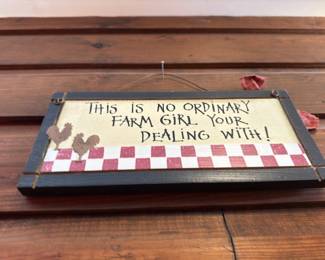 THIS IS NO ORDINARY
FARM GIRL YOUR
DEALING WITH!